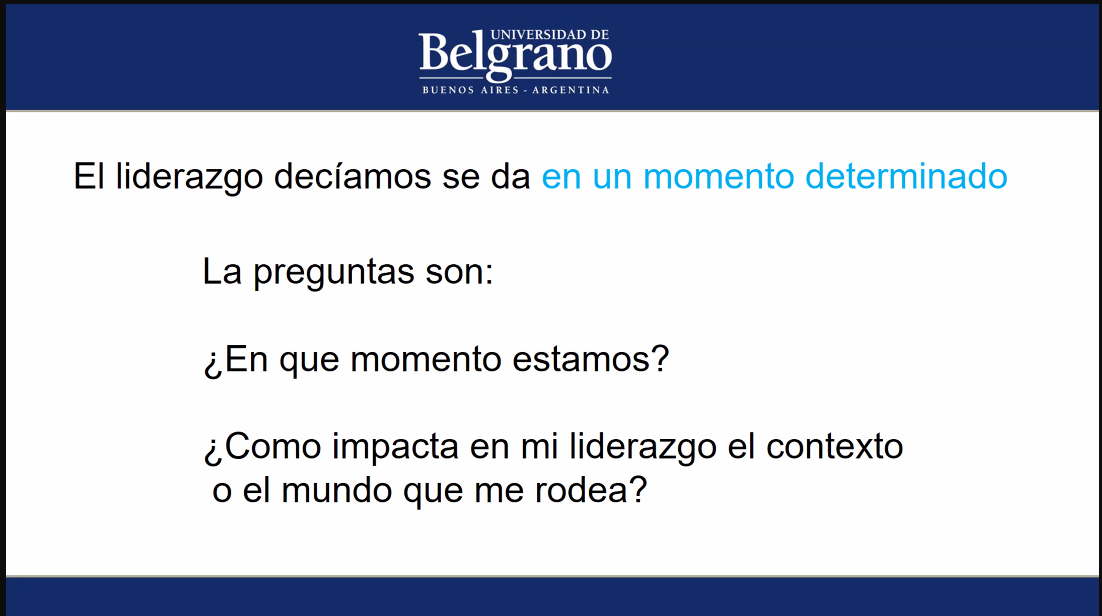 UNIVERSIDAD DE
Belgrano
BUENOS AIRES - ARGENTINA
El liderazgo decíamos se da en un momento determinado
La preguntas son:
¿En que momento estamos?
¿Como impacta en mi liderazgo el contexto
o el mundo que me rodea?